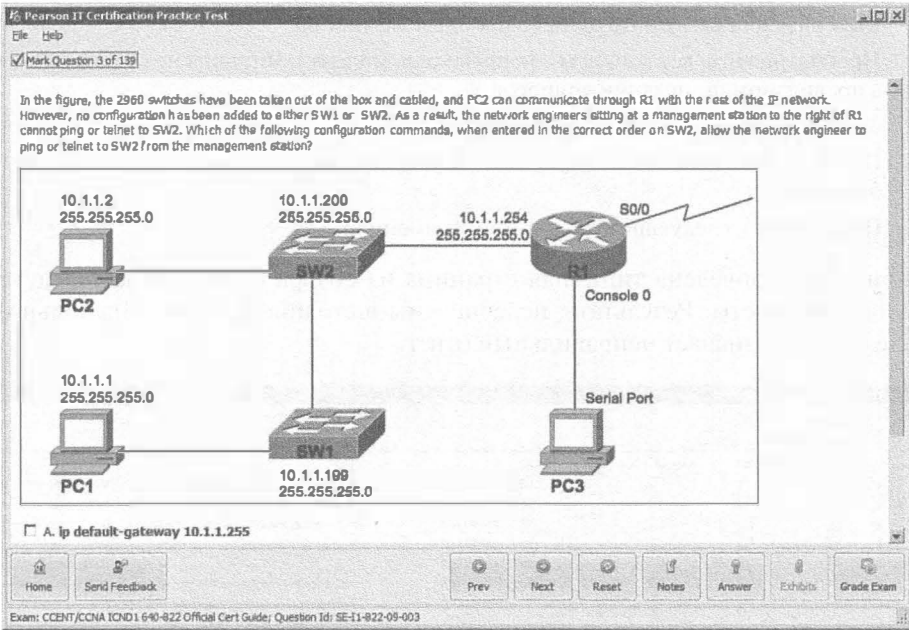 Pearson IT Certification Practice Test
File Help
Mark Question 3 of 139
In the figure, the 2960 switches have been taken out of the box and cabled, and PC2 can communicate through R1 with the rest of the IP network.
However, no configuration has been added to either SW1 or SW2. As a result, the network engineers sitting at a management station to the right of R1
cannot ping or telnet to SW2. Which of the following configuration commands, when entered in the correct order on SW2, allow the network engineer to
ping or telnet to SW2 from the management station?
10.1.1.2
255.255.255.0
PC2
10.1.1.200
255.255.255.0
SW2
10.1.1.254
255.255.255.0
S0/0
R1
Console 0
10.1.1.1
255.255.255.0
PC1
SW1
10.1.1.199
255.255.255.0
Serial Port
PC3
A. ip default-gateway 10.1.1.255
Home Send Feedback Prev Next Reset Notes Answer Exhibits Grade Exam
Exam: CCENT/CCNA ICND1 640-822 Official Cert Guide; Question Id: SE-I1-822-09-003